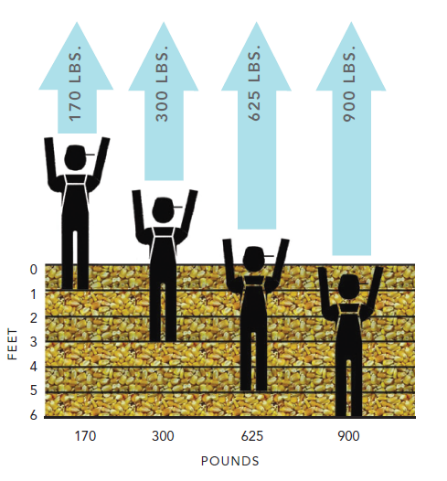 170 LBS.
300 LBS.
625 LBS.
900 LBS.
FEET
0
1
2
3
4
5
6
170
300
625
900
POUNDS